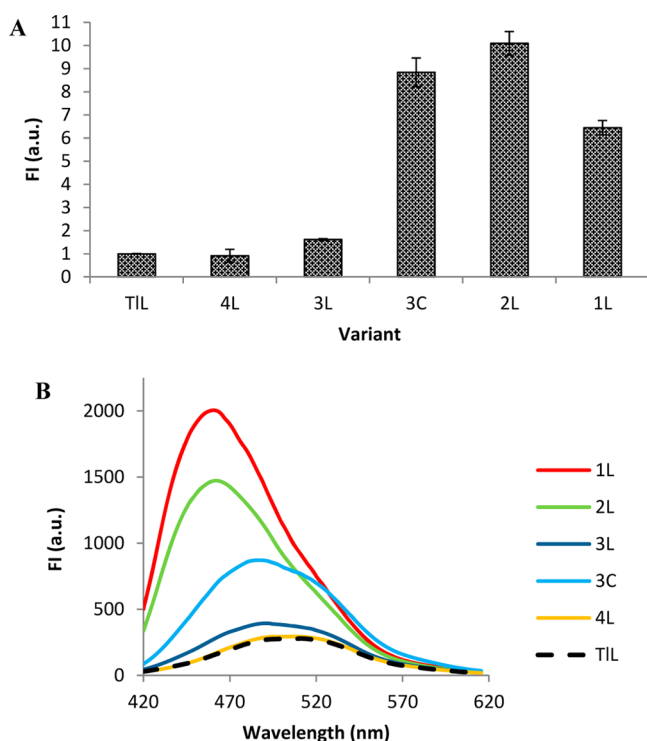 A
FI (a.u.)
11
10
9
8
7
6
5
4
3
2
1
0
TlL 4L 3L 3C 2L 1L
Variant
B
FI (a.u.)
2000
1500
1000
500
0
420 470 520 570 620
Wavelength (nm)
1L
2L
3L
3C
4L
TlL